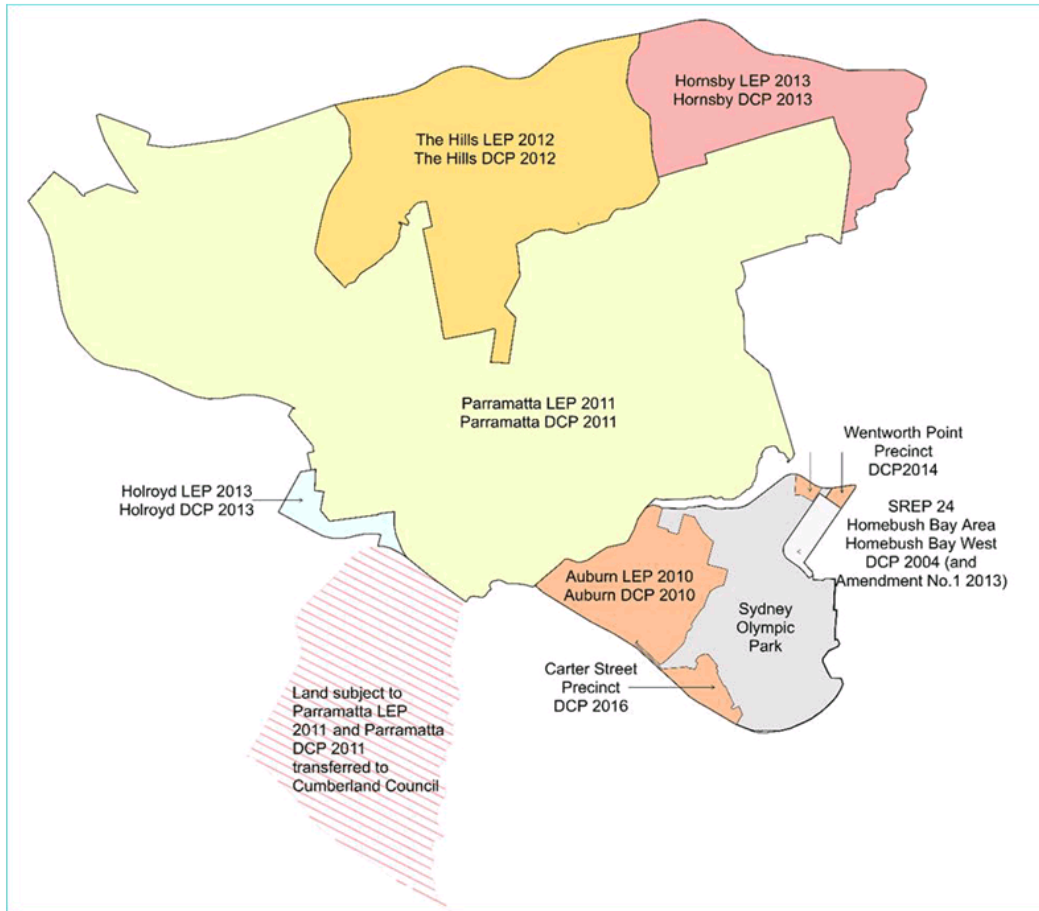 Hornsby LEP 2013
Hornsby DCP 2013
The Hills LEP 2012
The Hills DCP 2012
Parramatta LEP 2011
Parramatta DCP 2011
Wentworth Point
Precinct
DCP2014
Holroyd LEP 2013
Holroyd DCP 2013
SREP 24
Homebush Bay Area
Homebush Bay West
DCP 2004 (and
Amendment No.1 2013)
Auburn LEP 2010
Auburn DCP 2010
Sydney
Olympic
Park
Carter Street
Precinct
DCP 2016
Land subject to
Parramatta LEP
2011 and Parramatta
DCP 2011
transferred to
Cumberland Council